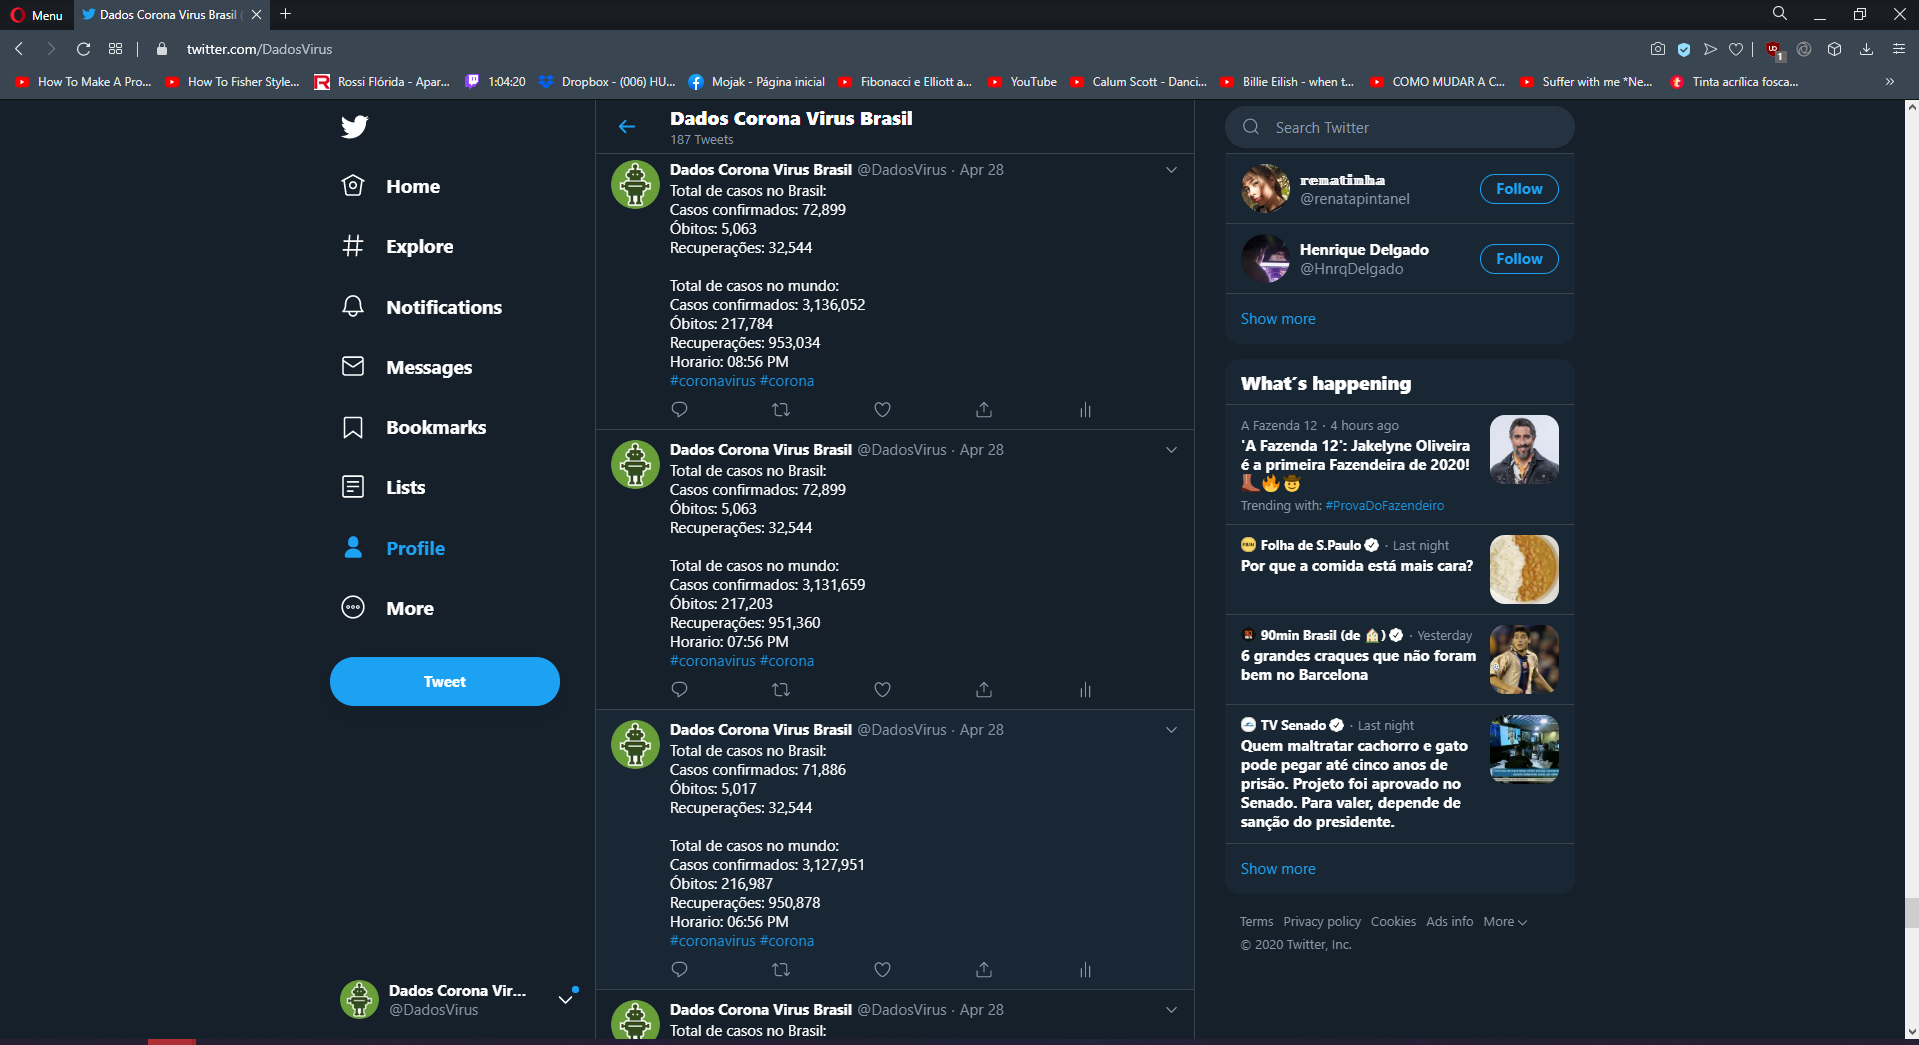 Menu
Dados Corona Virus Brasil (
twitter.com/DadosVirus
1
How To Make A Pro...
How To Fisher Style...
Rossi Flórida - Apar...
1:04:20
Dropbox - (006) HU...
Mojak - Página inicial
Fibonacci e Elliott a...
YouTube
Calum Scott - Danci...
Billie Eilish - when t...
COMO MUDAR A C...
Suffer with me *Ne...
Tinta acrílica fosca...
»
Home
Explore
Notifications
Messages
Bookmarks
Lists
Profile
More
Tweet
Dados Corona Vir...
@DadosVirus
Dados Corona Virus Brasil
187 Tweets
Dados Corona Virus Brasil @DadosVirus · Apr 28
Total de casos no Brasil:
Casos confirmados: 72,899
Óbitos: 5,063
Recuperações: 32,544
Total de casos no mundo:
Casos confirmados: 3,136,052
Óbitos: 217,784
Recuperações: 953,034
Horario: 08:56 PM
#coronavirus #corona
Dados Corona Virus Brasil @DadosVirus · Apr 28
Total de casos no Brasil:
Casos confirmados: 72,899
Óbitos: 5,063
Recuperações: 32,544
Total de casos no mundo:
Casos confirmados: 3,131,659
Óbitos: 217,203
Recuperações: 951,360
Horario: 07:56 PM
#coronavirus #corona
Dados Corona Virus Brasil @DadosVirus · Apr 28
Total de casos no Brasil:
Casos confirmados: 71,886
Óbitos: 5,017
Recuperações: 32,544
Total de casos no mundo:
Casos confirmados: 3,127,951
Óbitos: 216,987
Recuperações: 950,878
Horario: 06:56 PM
#coronavirus #corona
Dados Corona Virus Brasil @DadosVirus · Apr 28
Total de casos no Brasil:
Search Twitter
𝖗𝖊𝖒𝖆𝖙𝖎𝖓𝖍𝖆
@renatapintanel
Follow
Henrique Delgado
@HnrqDelgado
Follow
Show more
What´s happening
A Fazenda 12 · 4 hours ago
'A Fazenda 12': Jakelyne Oliveira
é a primeira Fazendeira de 2020!
👢🔥🤠
Trending with: #ProvaDoFazendeiro
Folha de S.Paulo · Last night
Por que a comida está mais cara?
90min Brasil (de 🏠) · Yesterday
6 grandes craques que não foram
bem no Barcelona
TV Senado · Last night
Quem maltratar cachorro e gato
pode pegar até cinco anos de
prisão. Projeto foi aprovado no
Senado. Para valer, depende de
sanção do presidente.
Show more
Terms Privacy policy Cookies Ads info More
© 2020 Twitter, Inc.